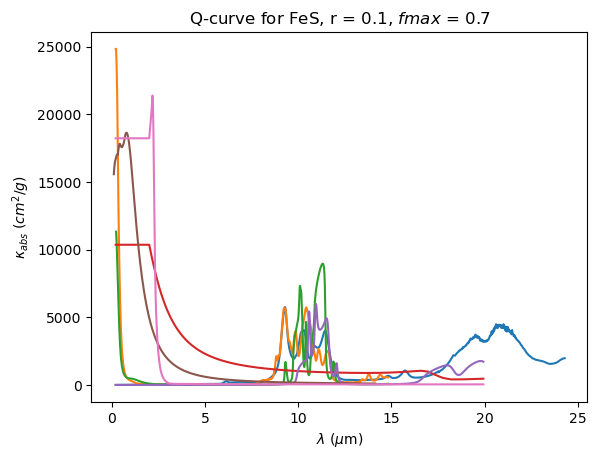 Q-curve for FeS, r = 0.1, fmax = 0.7
25000
20000
15000
10000
5000
0
κabs (cm²/g)
0 5 10 15 20 25
λ (μm)